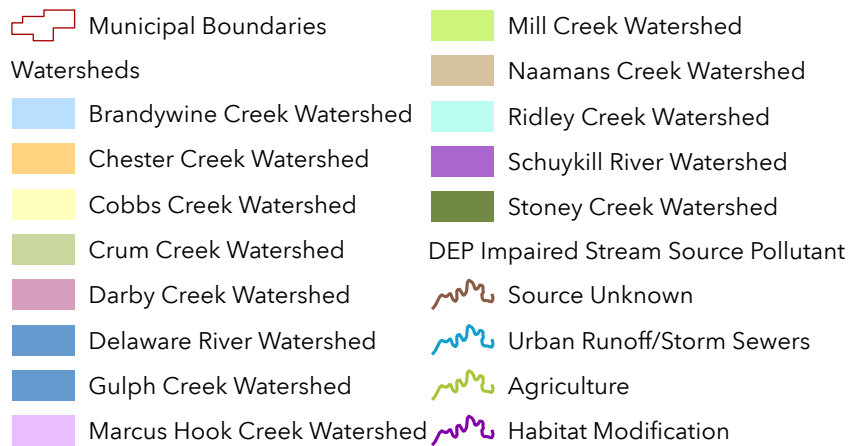 Municipal Boundaries
Watersheds
Brandywine Creek Watershed
Chester Creek Watershed
Cobbs Creek Watershed
Crum Creek Watershed
Darby Creek Watershed
Delaware River Watershed
Gulph Creek Watershed
Marcus Hook Creek Watershed
Mill Creek Watershed
Naamans Creek Watershed
Ridley Creek Watershed
Schuykill River Watershed
Stoney Creek Watershed
DEP Impaired Stream Source Pollutant
Source Unknown
Urban Runoff/Storm Sewers
Agriculture
Habitat Modification